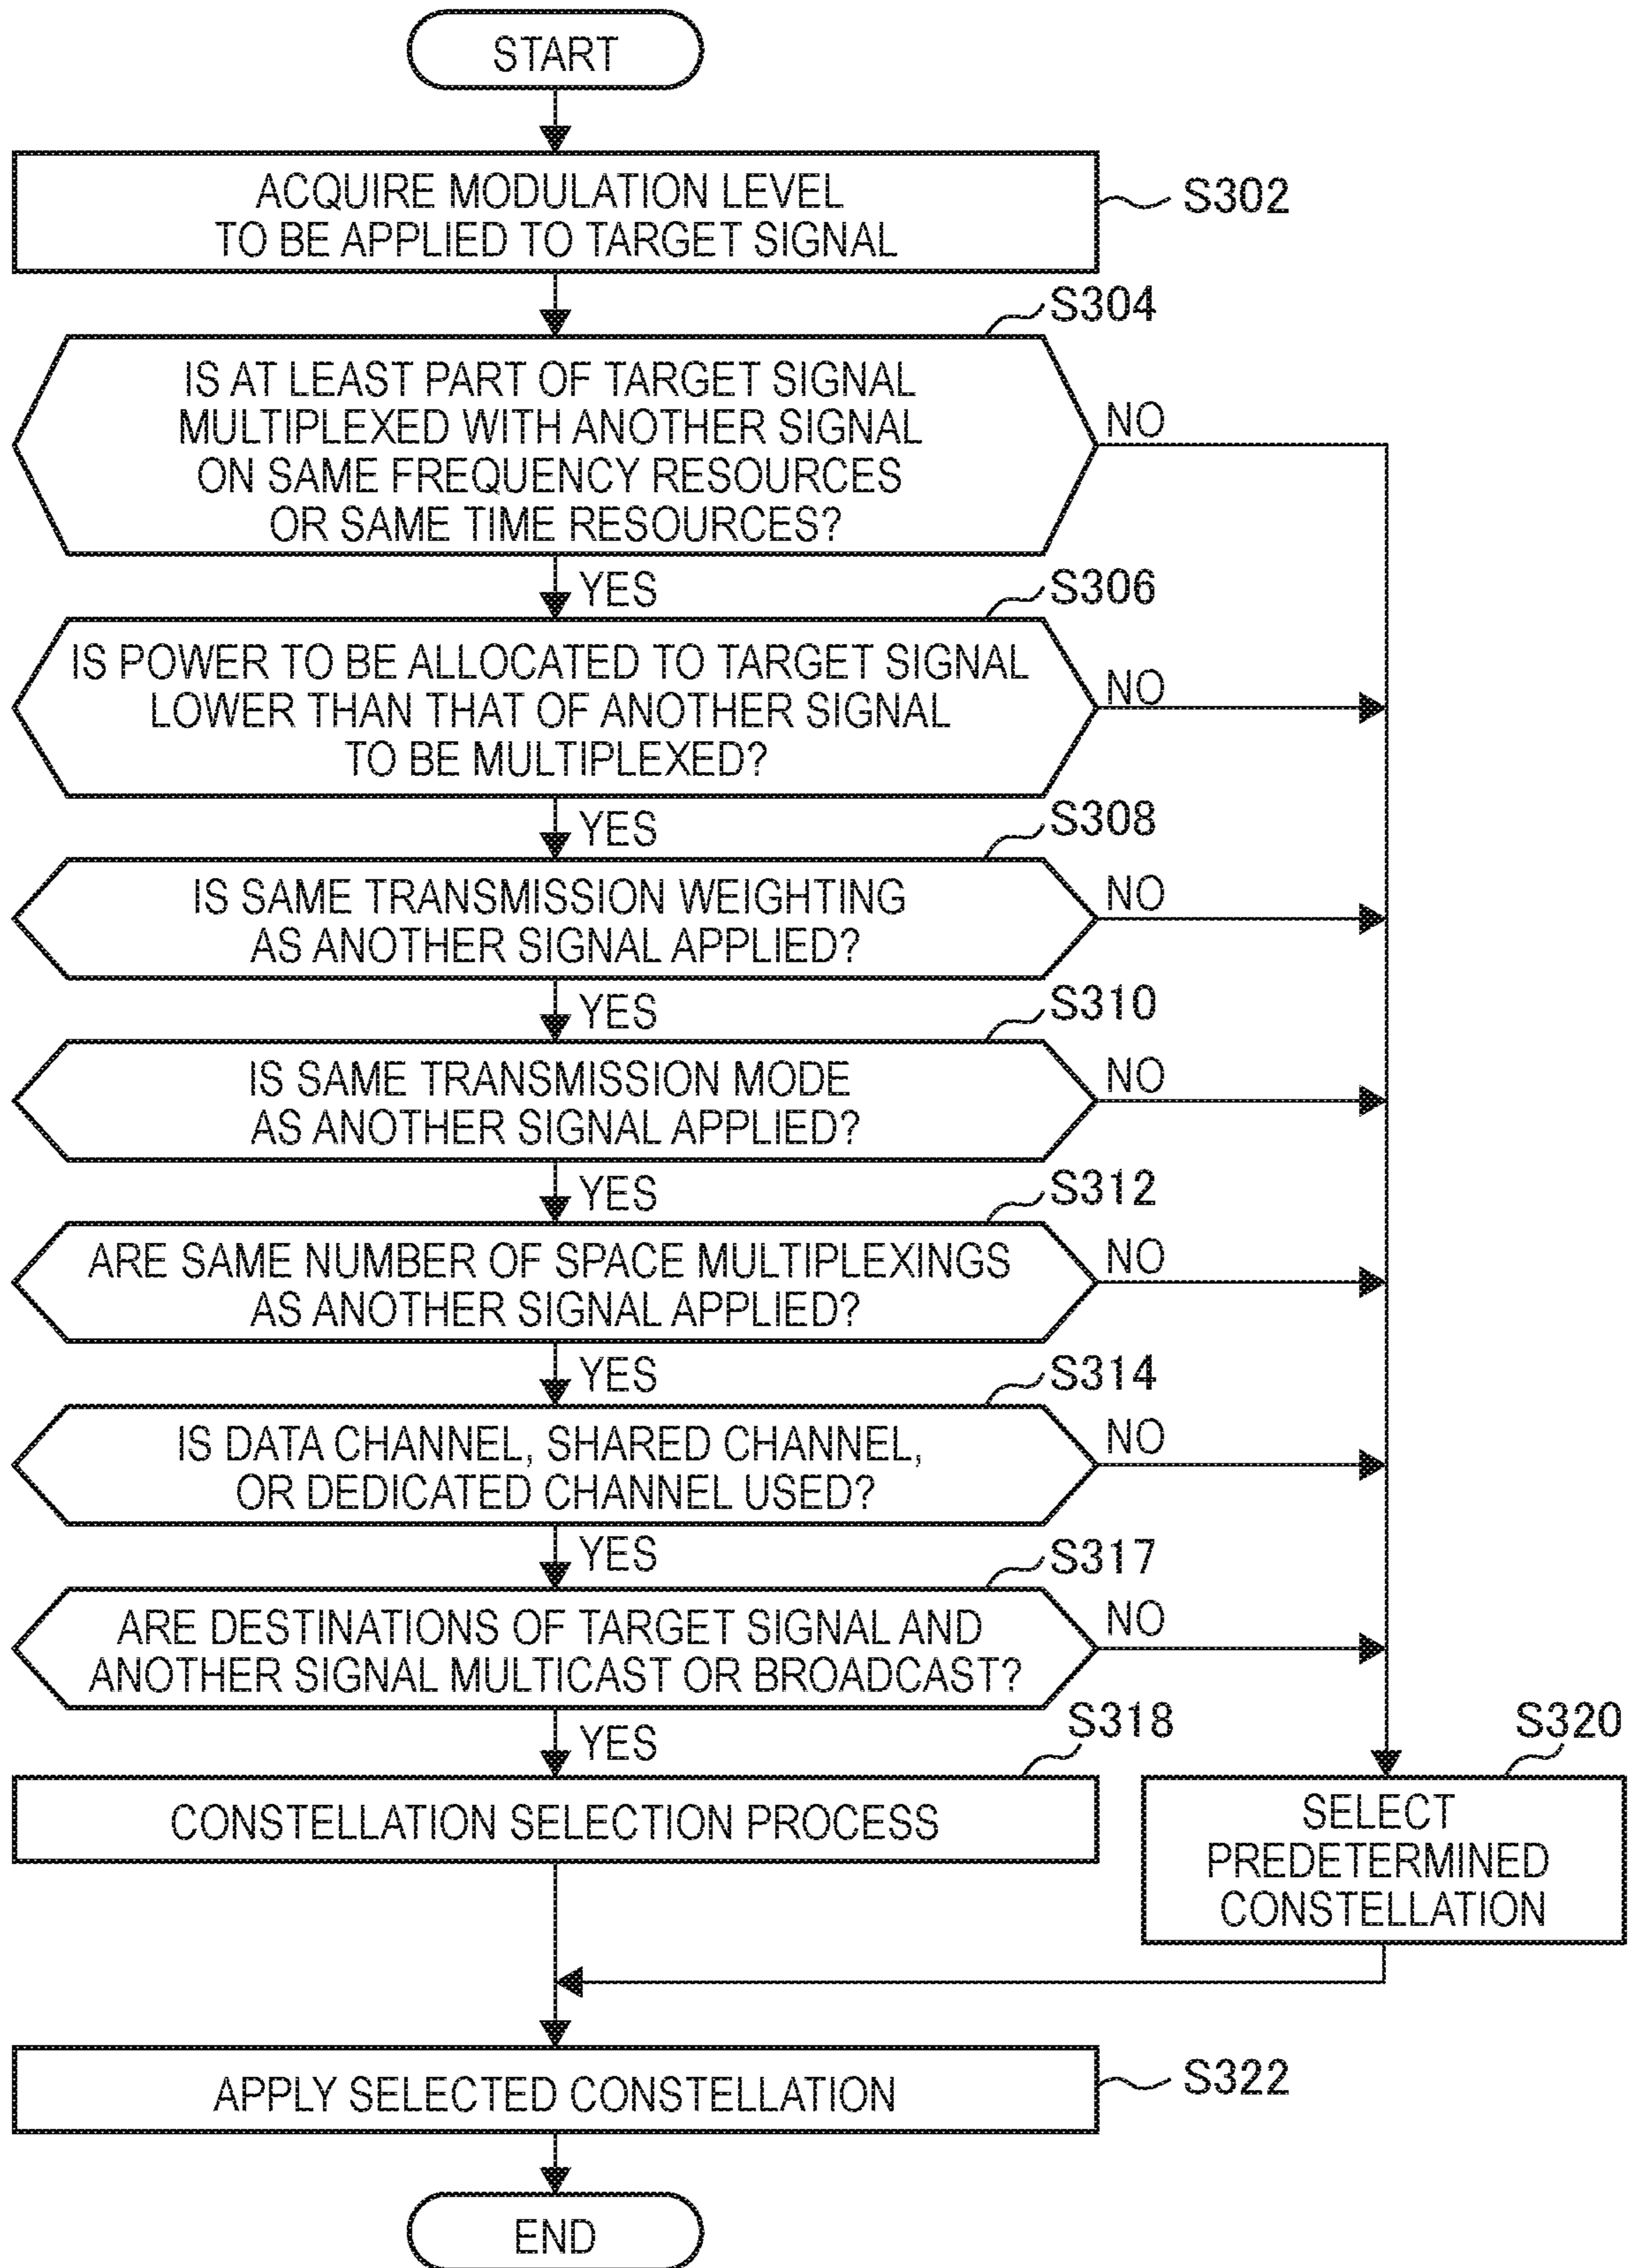 START
ACQUIRE MODULATION LEVEL
TO BE APPLIED TO TARGET SIGNAL
S302
S304
IS AT LEAST PART OF TARGET SIGNAL
MULTIPLEXED WITH ANOTHER SIGNAL
ON SAME FREQUENCY RESOURCES
OR SAME TIME RESOURCES?
NO
YES
S306
IS POWER TO BE ALLOCATED TO TARGET SIGNAL
LOWER THAN THAT OF ANOTHER SIGNAL
TO BE MULTIPLEXED?
NO
YES
S308
IS SAME TRANSMISSION WEIGHTING
AS ANOTHER SIGNAL APPLIED?
NO
YES
S310
IS SAME TRANSMISSION MODE
AS ANOTHER SIGNAL APPLIED?
NO
YES
S312
ARE SAME NUMBER OF SPACE MULTIPLEXINGS
AS ANOTHER SIGNAL APPLIED?
NO
YES
S314
IS DATA CHANNEL, SHARED CHANNEL,
OR DEDICATED CHANNEL USED?
NO
YES
S317
ARE DESTINATIONS OF TARGET SIGNAL AND
ANOTHER SIGNAL MULTICAST OR BROADCAST?
NO
YES
S318
CONSTELLATION SELECTION PROCESS
S320
SELECT
PREDETERMINED
CONSTELLATION
APPLY SELECTED CONSTELLATION
S322
END